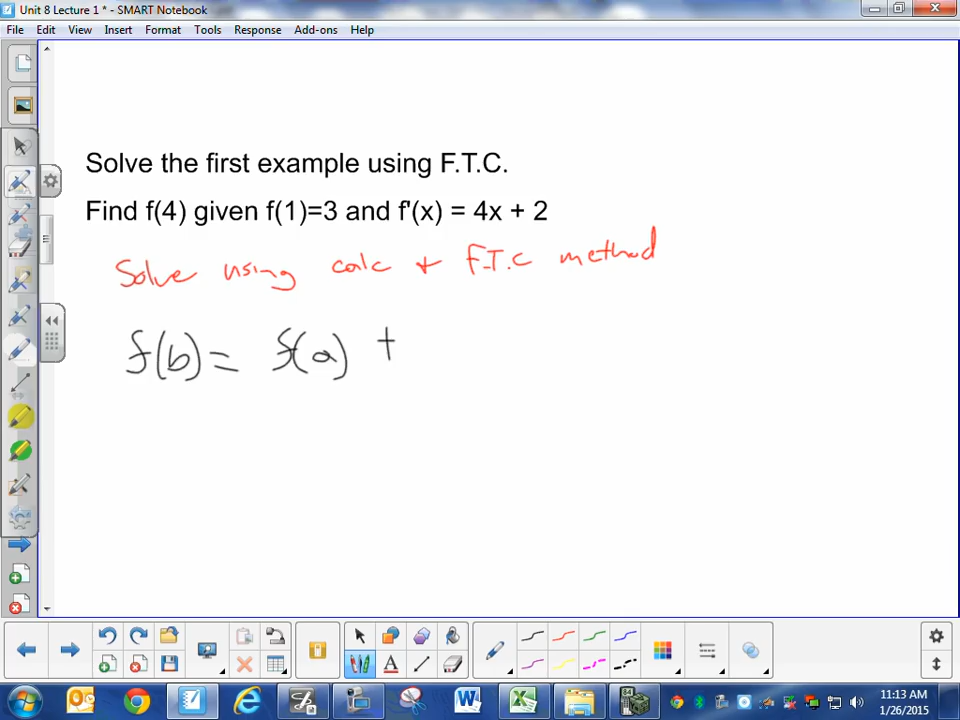 Unit 8 Lecture 1 * - SMART Notebook
File Edit View Insert Format Tools Response Add-ons Help
Solve the first example using F.T.C.
Find f(4) given f(1)=3 and f'(x) = 4x + 2
Solve using calc + F.T.C method
f(b) = f(a) +
11:13 AM
1/26/2015